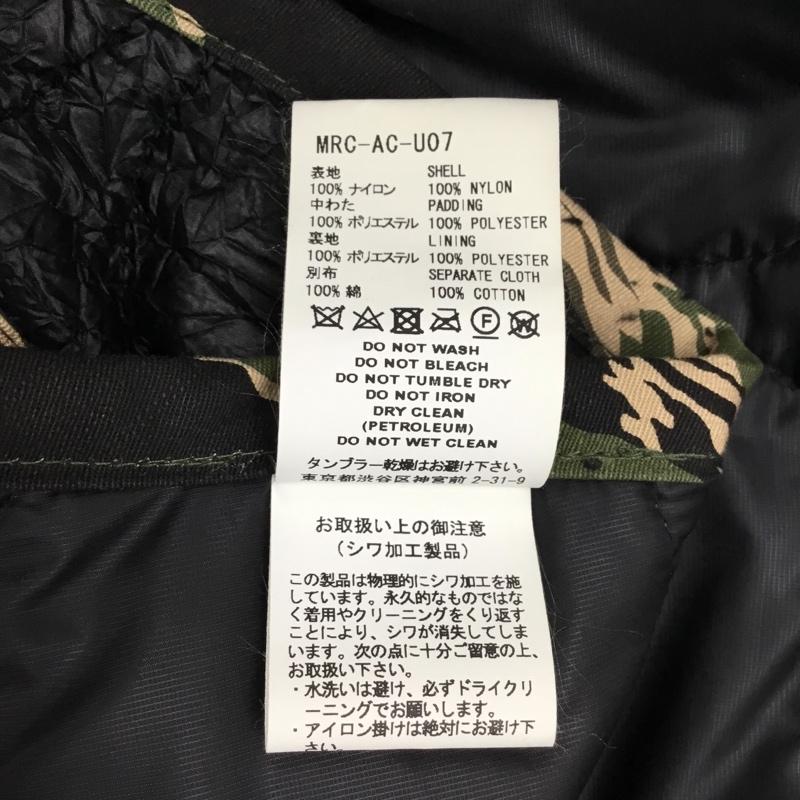 MRC-AC-U07
表地 SHELL
100% ナイロン 100% NYLON
中わた PADDING
100% ポリエステル 100% POLYESTER
裏地 LINING
100% ポリエステル 100% POLYESTER
別布 SEPARATE CLOTH
100% 綿 100% COTTON
F W
DO NOT WASH
DO NOT BLEACH
DO NOT TUMBLE DRY
DO NOT IRON
DRY CLEAN
(PETROLEUM)
DO NOT WET CLEAN
タンブラー乾燥はお避け下さい。
東京都渋谷区神宮前 2-31-9
お取扱い上の御注意
(シワ加工製品)
この製品は物理的にシワ加工を施
しています。永久的なものではな
く着用やクリーニングをくり返す
ことにより、シワが消失してしま
います。次の点に十分ご留意の上、
お取扱い下さい。
・水洗いは避け、必ずドライクリ
ーニングでお願いします。
・アイロン掛けは絶対にお避け下
さい。